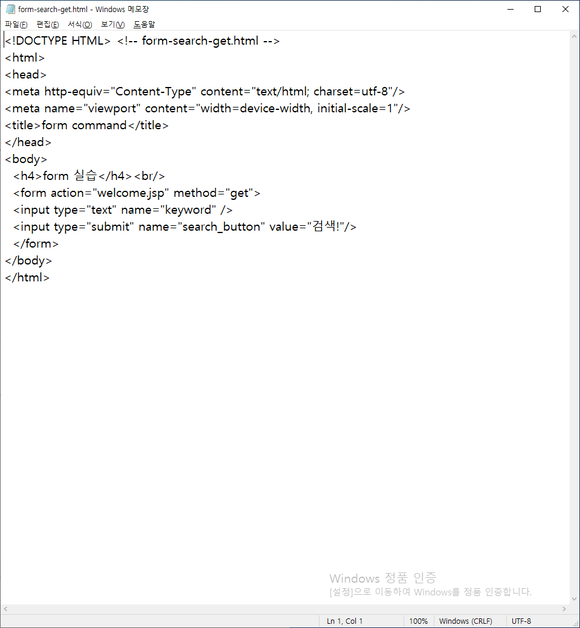 form-search-get.html - Windows 메모장
파일(F) 편집(E) 서식(O) 보기(V) 도움말
<!DOCTYPE HTML> <!-- form-search-get.html -->
<html>
<head>
<meta http-equiv="Content-Type" content="text/html; charset=utf-8"/>
<meta name="viewport" content="width=device-width, initial-scale=1"/>
<title>form command</title>
</head>
<body>
<h4>form 실습</h4><br/>
<form action="welcome.jsp" method="get">
<input type="text" name="keyword" />
<input type="submit" name="search_button" value="검색!"/>
</form>
</body>
</html>
Windows 정품 인증
[설정]으로 이동하여 Windows를 정품 인증합니다.
Ln 1, Col 1 100% Windows (CRLF) UTF-8